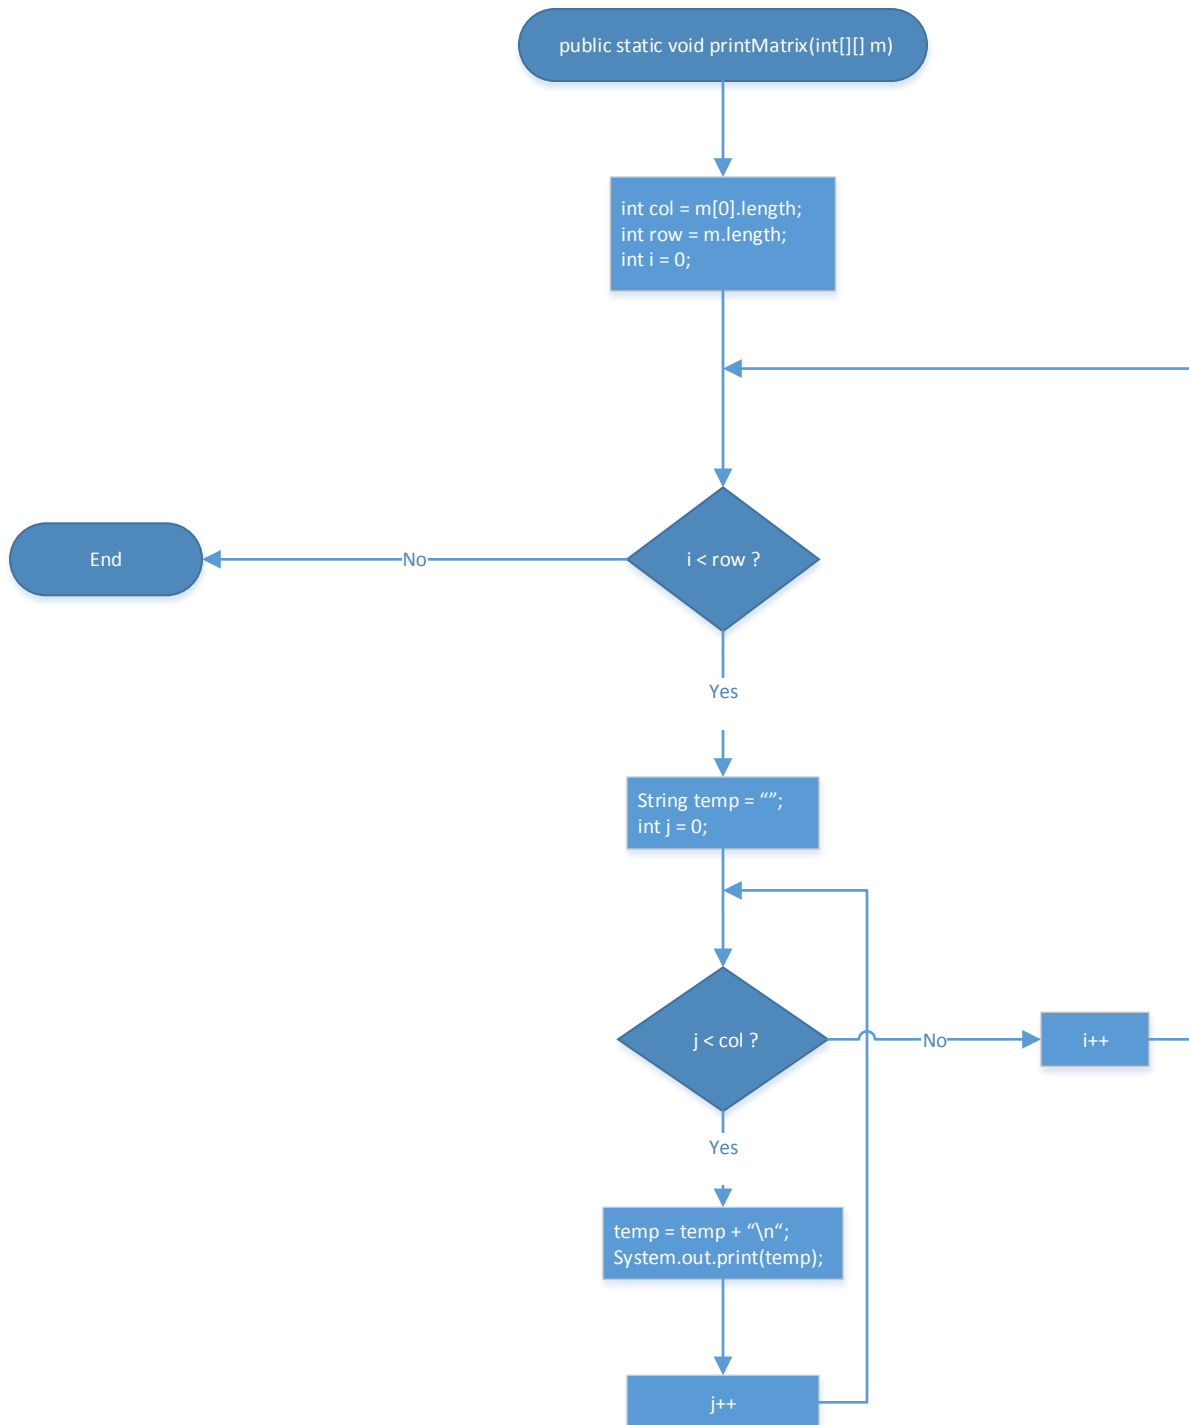 public static void printMatrix(int[][] m)
int col = m[0].length;
int row = m.length;
int i = 0;
i < row ?
No
End
Yes
String temp = “”;
int j = 0;
j < col ?
No
i++
Yes
temp = temp + “\n“;
System.out.print(temp);
j++